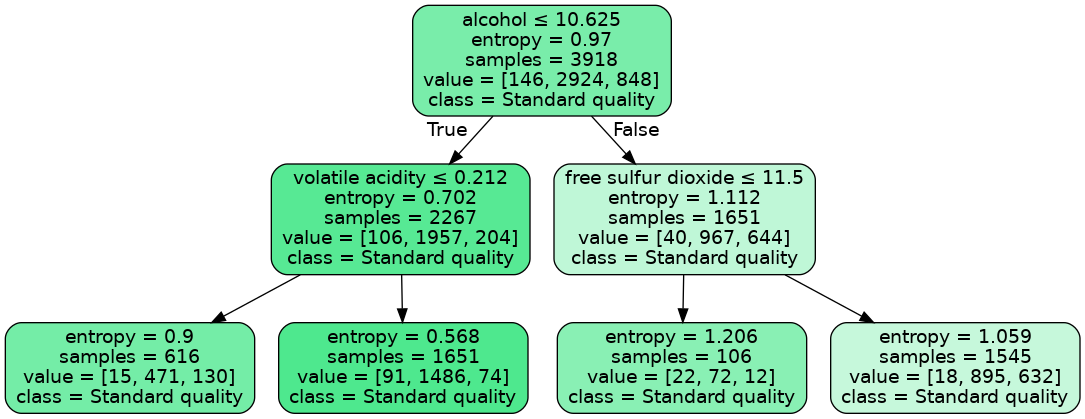 alcohol ≤ 10.625
entropy = 0.97
samples = 3918
value = [146, 2924, 848]
class = Standard quality
True
False
volatile acidity ≤ 0.212
entropy = 0.702
samples = 2267
value = [106, 1957, 204]
class = Standard quality
free sulfur dioxide ≤ 11.5
entropy = 1.112
samples = 1651
value = [40, 967, 644]
class = Standard quality
entropy = 0.9
samples = 616
value = [15, 471, 130]
class = Standard quality
entropy = 0.568
samples = 1651
value = [91, 1486, 74]
class = Standard quality
entropy = 1.206
samples = 106
value = [22, 72, 12]
class = Standard quality
entropy = 1.059
samples = 1545
value = [18, 895, 632]
class = Standard quality